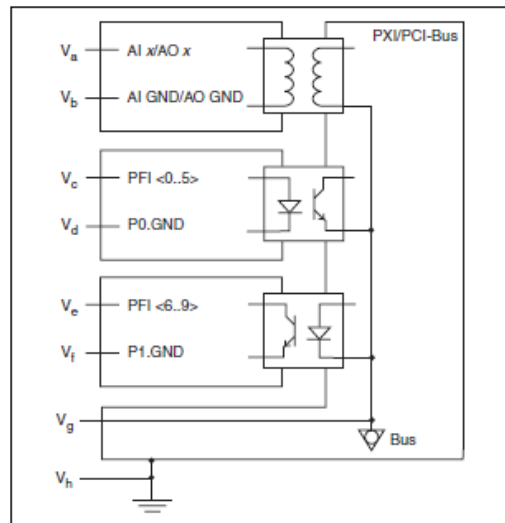 PXI/PCI-Bus
Va AI x/AO x
Vb AI GND/AO GND
Vc PFI <0..5>
Vd P0.GND
Ve PFI <6..9>
Vf P1.GND
Vg
Bus
Vh